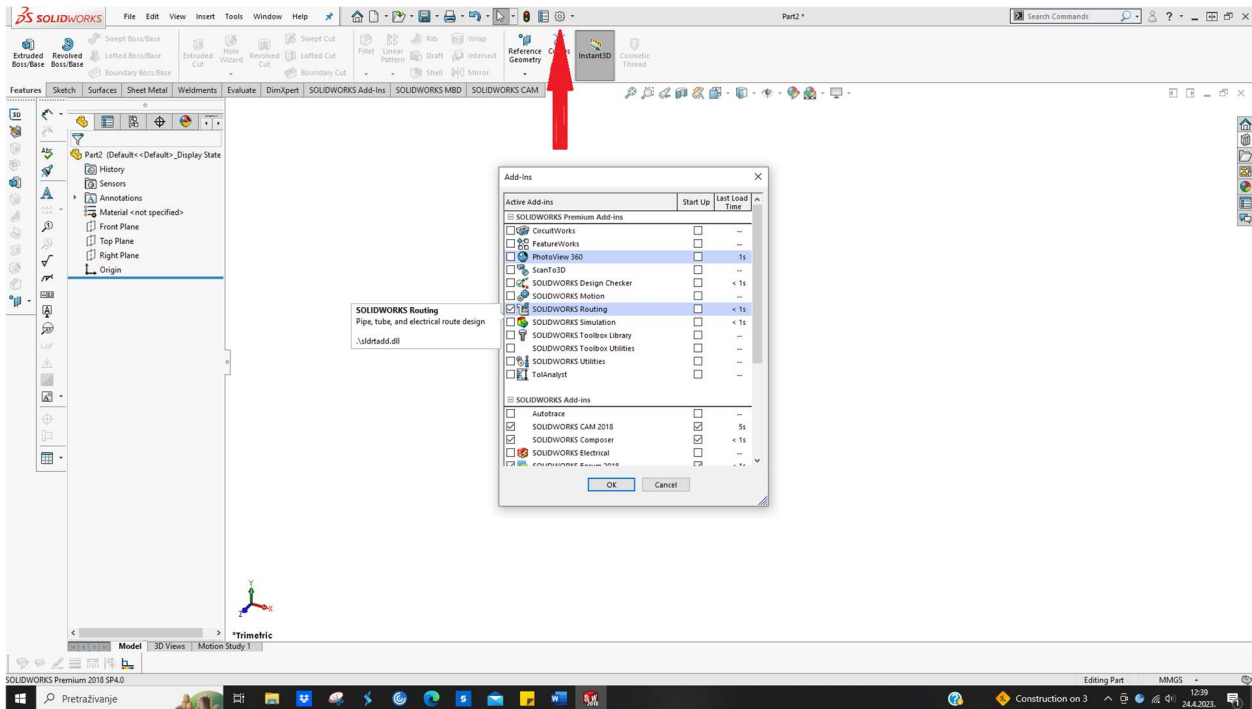 SOLIDWORKS File Edit View Insert Tools Window Help Part2 * Search Commands
Extruded Boss/Base
Revolved Boss/Base
Swept Boss/Base
Lofted Boss/Base
Boundary Boss/Base
Extruded Cut
Hole Wizard
Revolved Cut
Swept Cut
Lofted Cut
Boundary Cut
Fillet
Linear Pattern
Rib
Draft
Shell
Wrap
Intersect
Mirror
Reference Geometry
Instant3D
Cosmetic Thread
Features Sketch Surfaces Sheet Metal Weldments Evaluate DimXpert SOLIDWORKS Add-Ins SOLIDWORKS MBD SOLIDWORKS CAM
Part2 (Default<<Default>_Display State
History
Sensors
Annotations
Material <not specified>
Front Plane
Top Plane
Right Plane
Origin
SOLIDWORKS Routing
Pipe, tube, and electrical route design
.\sldrtadd.dll
Add-Ins
Active Add-ins Start Up Last Load Time
SOLIDWORKS Premium Add-ins
CircuitWorks --
FeatureWorks --
PhotoView 360 1s
ScanTo3D --
SOLIDWORKS Design Checker < 1s
SOLIDWORKS Motion --
SOLIDWORKS Routing < 1s
SOLIDWORKS Simulation < 1s
SOLIDWORKS Toolbox Library --
SOLIDWORKS Toolbox Utilities --
SOLIDWORKS Utilities --
TolAnalyst --
SOLIDWORKS Add-ins
Autotrace --
SOLIDWORKS CAM 2018 5s
SOLIDWORKS Composer < 1s
SOLIDWORKS Electrical --
SOLIDWORKS Forum 2018 < 1s
OK Cancel
Y
X
Z
*Trimetric
Model 3D Views Motion Study 1
SOLIDWORKS Premium 2018 SP4.0 Editing Part MMGS
Pretraživanje Construction on 3 12:39
24.4.2023.